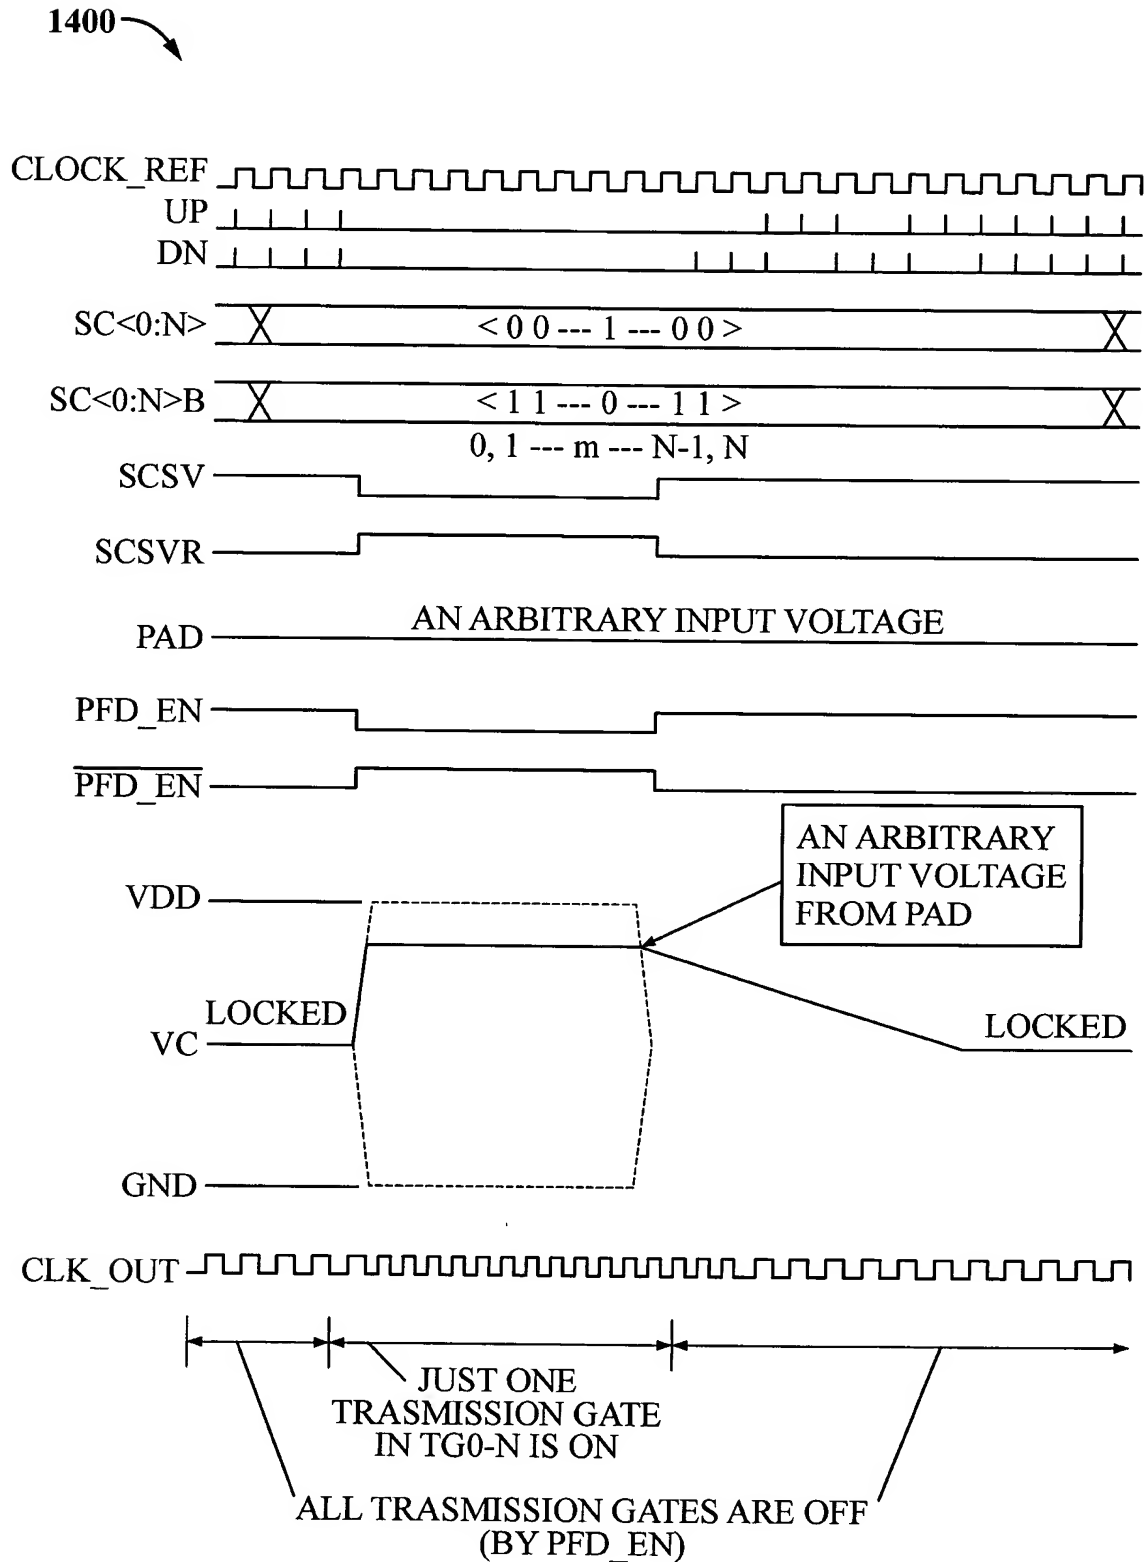 1400
CLOCK_REF
UP
DN
SC<0:N>
< 0 0 --- 1 --- 0 0 >
SC<0:N>B
< 1 1 --- 0 --- 1 1 >
0, 1 --- m --- N-1, N
SCSV
SCSVR
PAD
AN ARBITRARY INPUT VOLTAGE
PFD_EN
P̅F̅D̅_̅E̅N̅
AN ARBITRARY
INPUT VOLTAGE
FROM PAD
VDD
LOCKED
VC
LOCKED
GND
CLK_OUT
JUST ONE
TRASMISSION GATE
IN TG0-N IS ON
ALL TRASMISSION GATES ARE OFF
(BY PFD_EN)